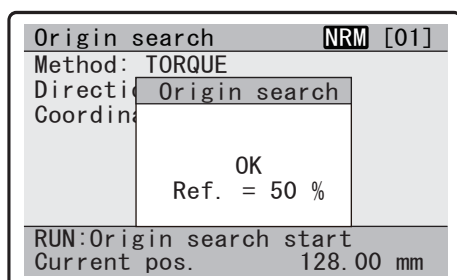 Origin search NRM [01]
Method: TORQUE
Directi
Origin search
Coordin
OK
Ref. = 50 %
RUN:Origin search start
Current pos. 128.00 mm